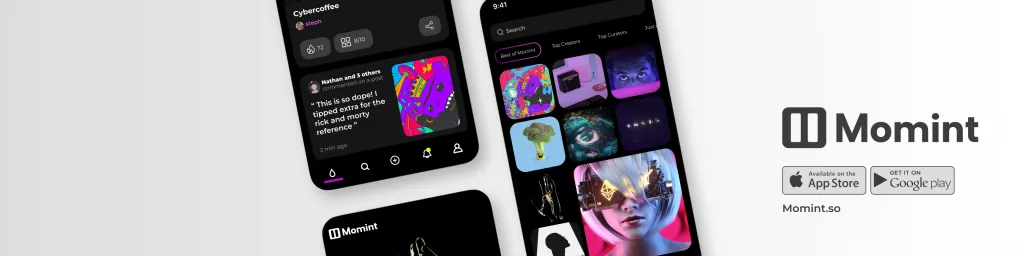 Cybercoffee
steph
72
8/10
Nathan and 3 others
commented on a post
“ This is so dope! I
tipped extra for the
rick and morty
reference ”
2 min ago
Momint
9:41
Search
Best of Momint
Top Creators
Top Curators
Just
Momint
Available on the
App Store
GET IT ON
Google play
Momint.so